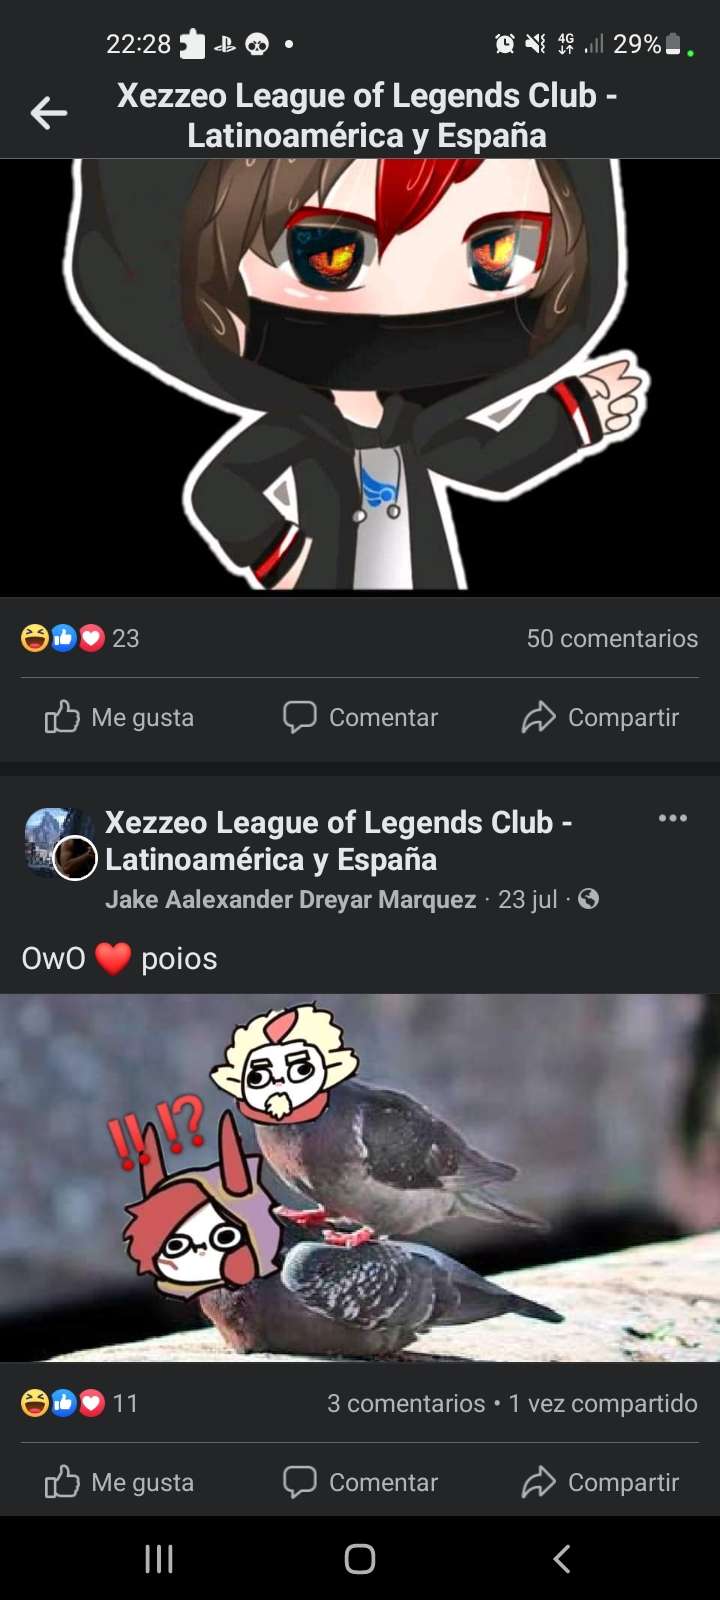 22:28
4G
29%
Xezzeo League of Legends Club -
Latinoamérica y España
23
50 comentarios
Me gusta
Comentar
Compartir
Xezzeo League of Legends Club -
Latinoamérica y España
Jake Aalexander Dreyar Marquez · 23 jul ·
OwO ❤️ poios
‼️⁉️
11
3 comentarios • 1 vez compartido
Me gusta
Comentar
Compartir